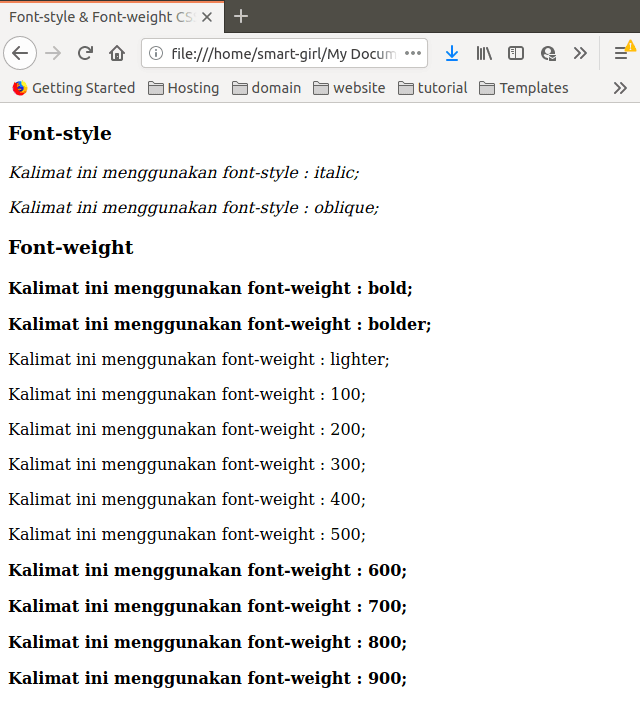 Font-style & Font-weight CS
file:///home/smart-girl/My Docum
Getting Started Hosting domain website tutorial Templates
Font-style
Kalimat ini menggunakan font-style : italic;
Kalimat ini menggunakan font-style : oblique;
Font-weight
Kalimat ini menggunakan font-weight : bold;
Kalimat ini menggunakan font-weight : bolder;
Kalimat ini menggunakan font-weight : lighter;
Kalimat ini menggunakan font-weight : 100;
Kalimat ini menggunakan font-weight : 200;
Kalimat ini menggunakan font-weight : 300;
Kalimat ini menggunakan font-weight : 400;
Kalimat ini menggunakan font-weight : 500;
Kalimat ini menggunakan font-weight : 600;
Kalimat ini menggunakan font-weight : 700;
Kalimat ini menggunakan font-weight : 800;
Kalimat ini menggunakan font-weight : 900;